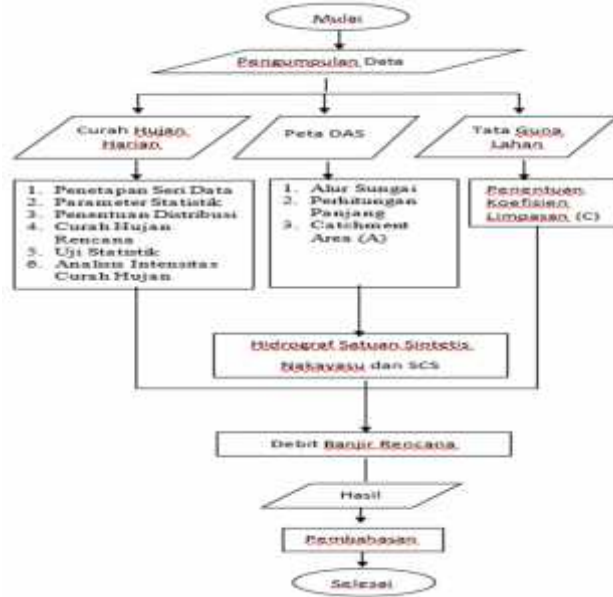 Mulai
Pengumpulan Data
Curah Hujan
Harian
Peta DAS
Tata Guna
Lahan
1. Penetapan Seri Data
2. Parameter Statistik
3. Penentuan Distribusi
4. Curah Hujan
Rencana
5. Uji Statistik
6. Analisis Intensitas
Curah Hujan
1. Alur Sungai
2. Perhitungan
Panjang
3. Catchment
Area (A)
Penentuan
Koefisien
Limpasan (C)
Hidrograf Satuan Sintetis
Nakayasu dan SCS
Debit Banjir Rencana
Hasil
Pembahasan
Selesai